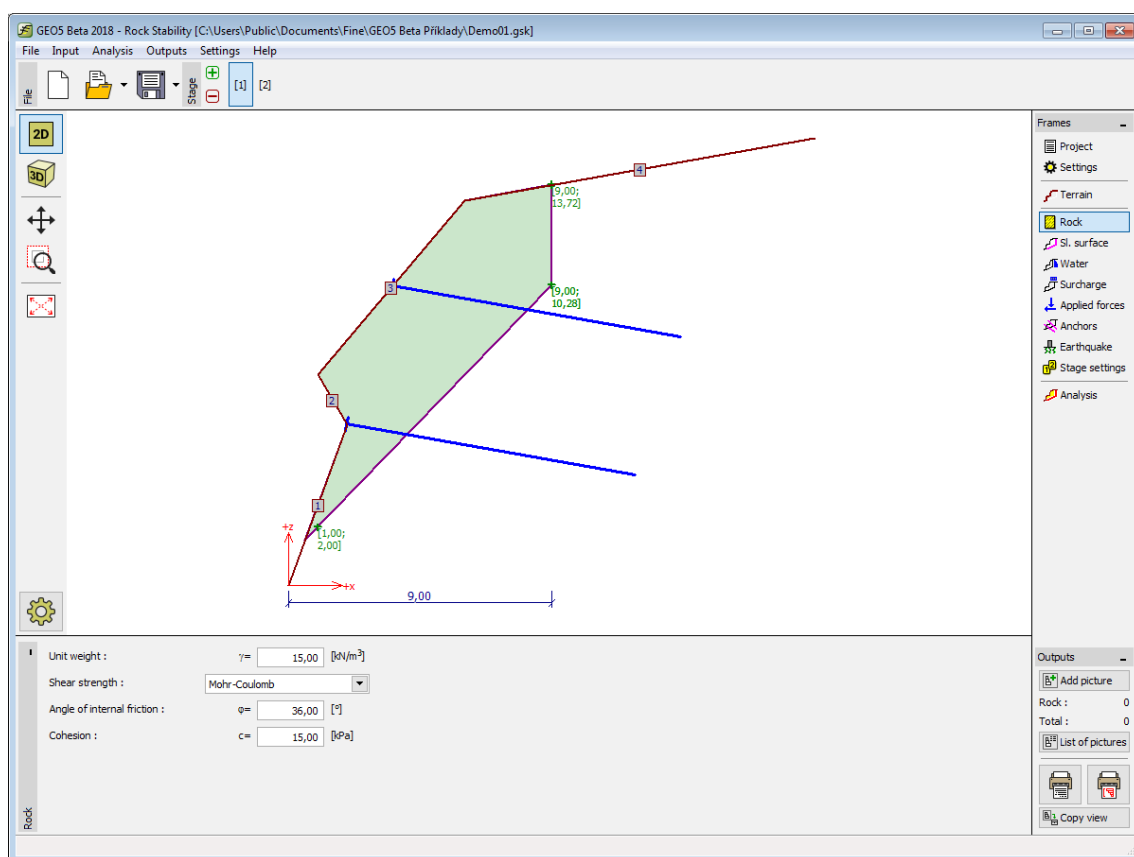 GEO5 Beta 2018 - Rock Stability [C:\Users\Public\Documents\Fine\GEO5 Beta Příklady\Demo01.gsk]
File Input Analysis Outputs Settings Help
File
Stage
[1] [2]
2D
3D
4
[9,00;
13,72]
3
[9,00;
10,28]
2
1
[1,00;
2,00]
+z
+x
9,00
Frames
Project
Settings
Terrain
Rock
Sl. surface
Water
Surcharge
Applied forces
Anchors
Earthquake
Stage settings
Analysis
Rock
Unit weight : γ= 15,00 [kN/m³]
Shear strength : Mohr-Coulomb
Angle of internal friction : φ= 36,00 [°]
Cohesion : c= 15,00 [kPa]
Outputs
Add picture
Rock : 0
Total : 0
List of pictures
Copy view